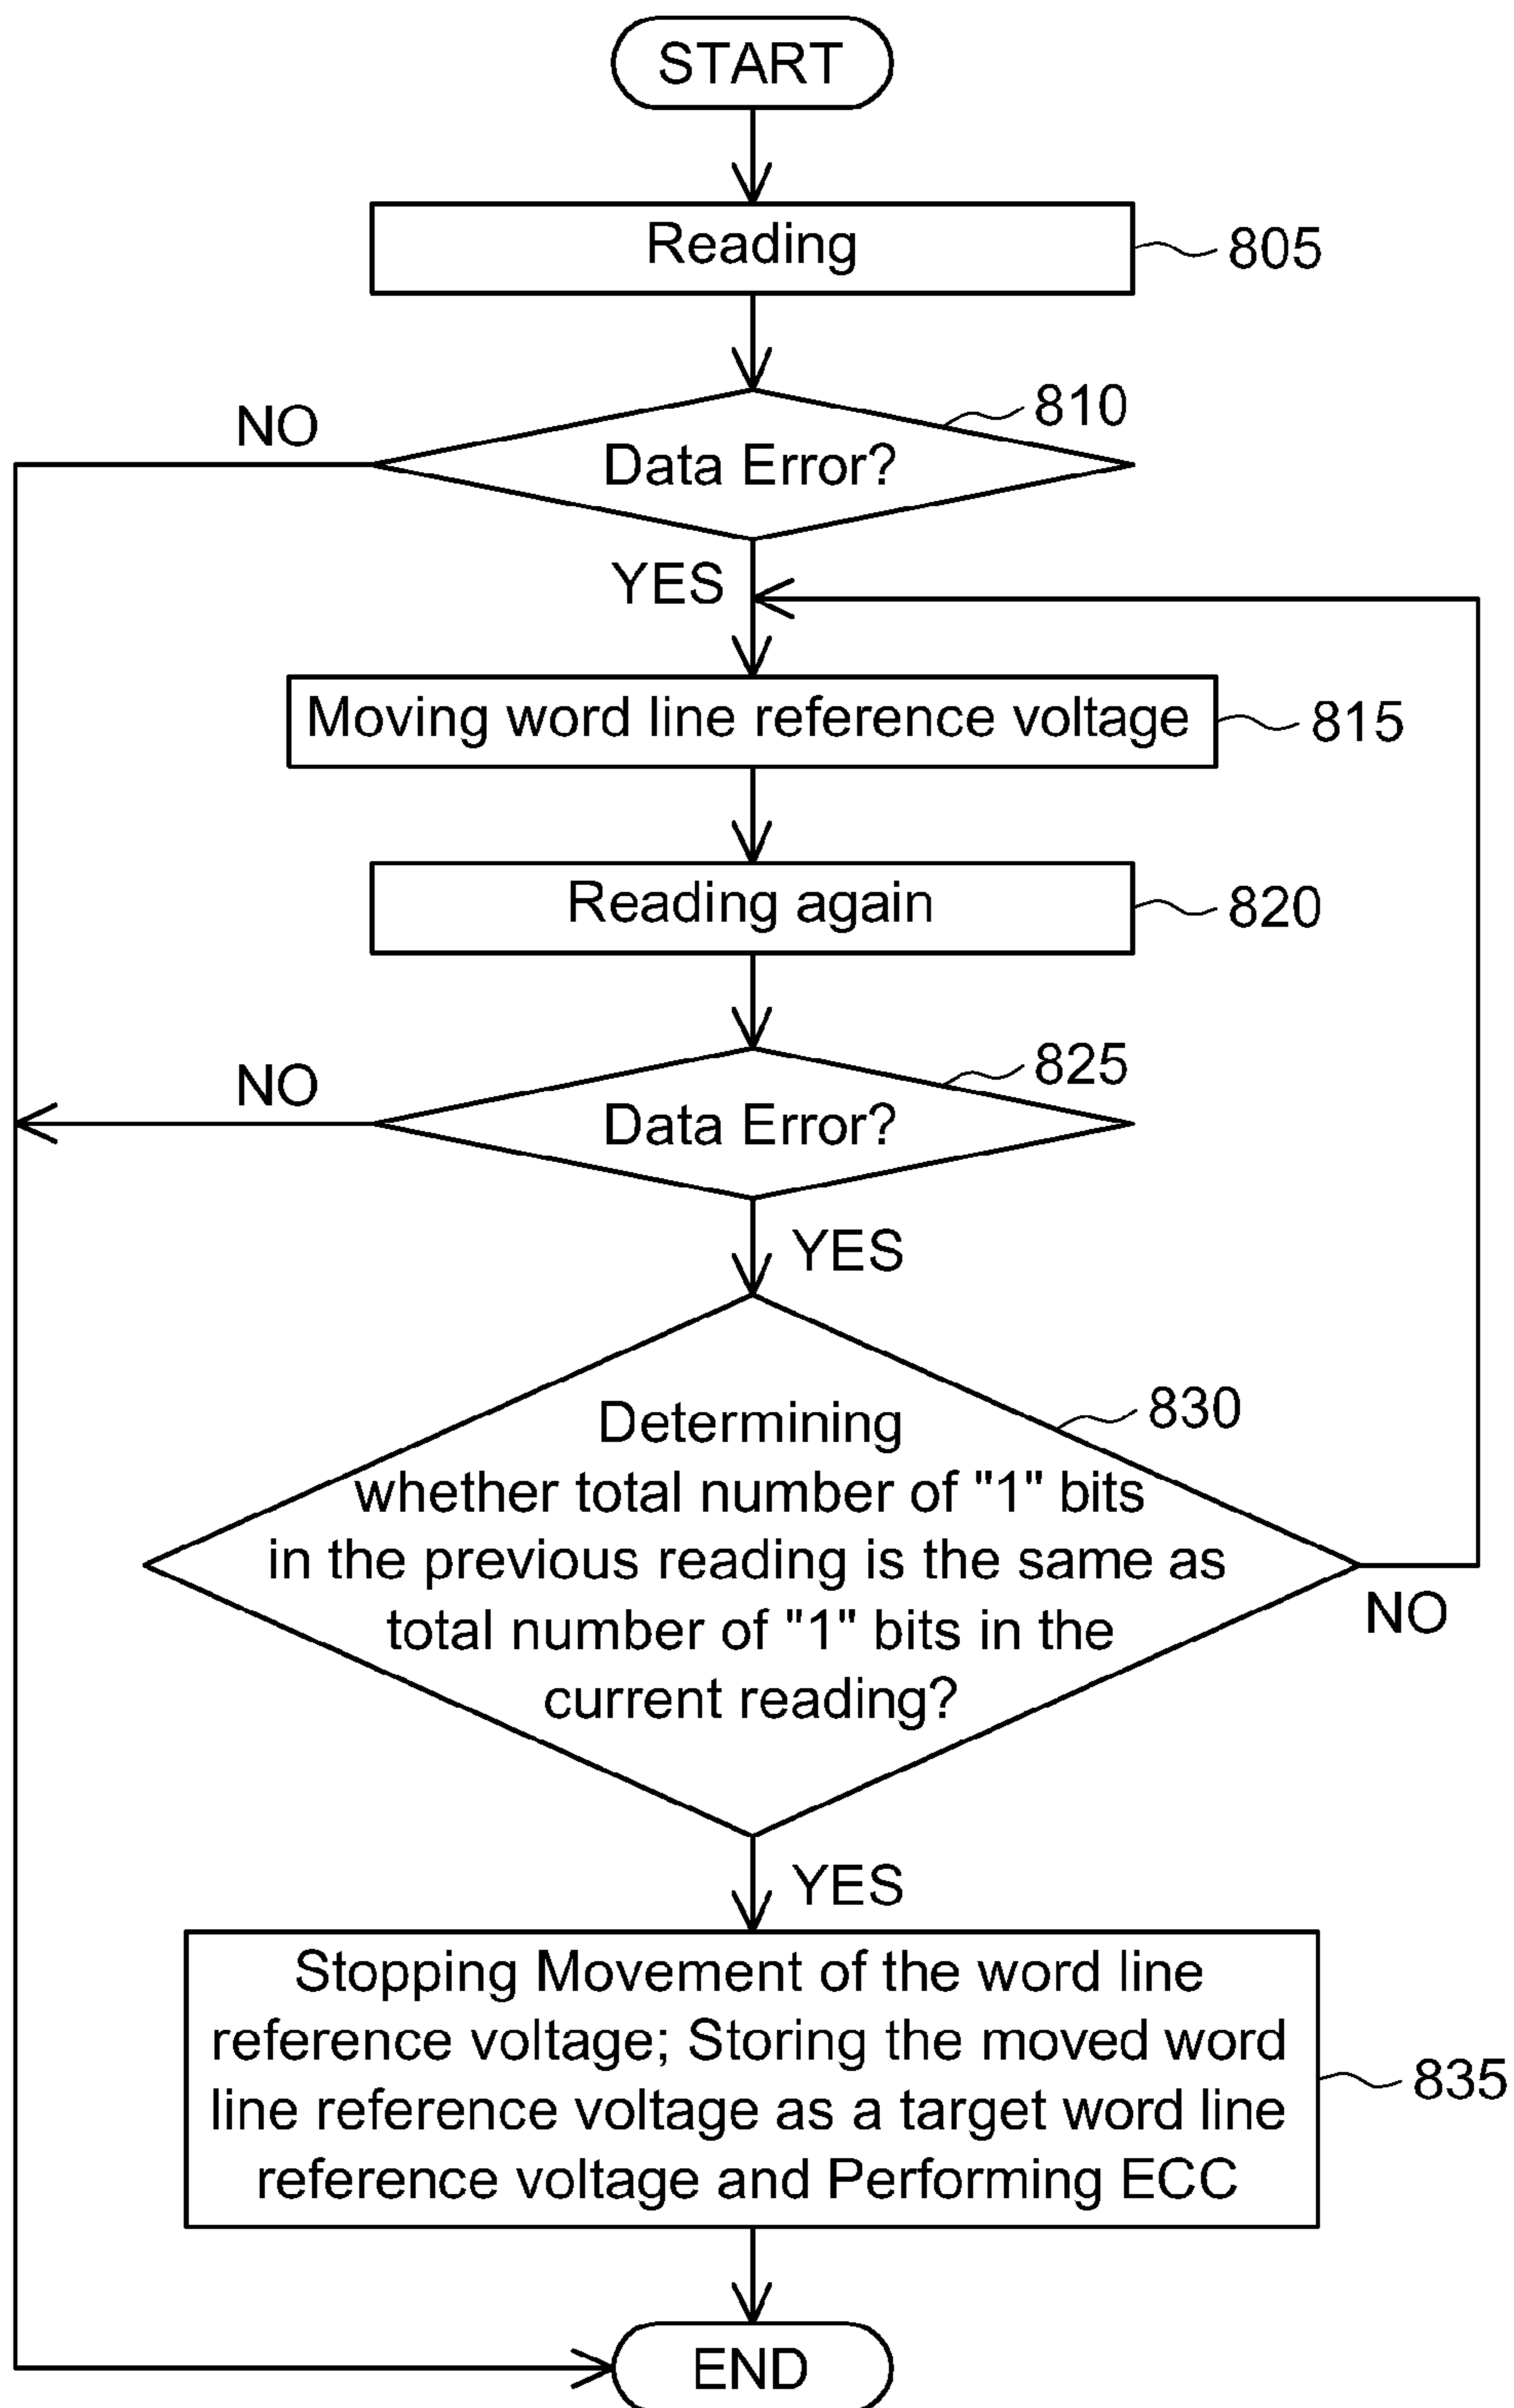 START
Reading
805
NO
810
Data Error?
YES
Moving word line reference voltage
815
Reading again
820
NO
825
Data Error?
YES
830
Determining
whether total number of "1" bits
in the previous reading is the same as
total number of "1" bits in the
current reading?
NO
YES
Stopping Movement of the word line
reference voltage; Storing the moved word
line reference voltage as a target word line
reference voltage and Performing ECC
835
END